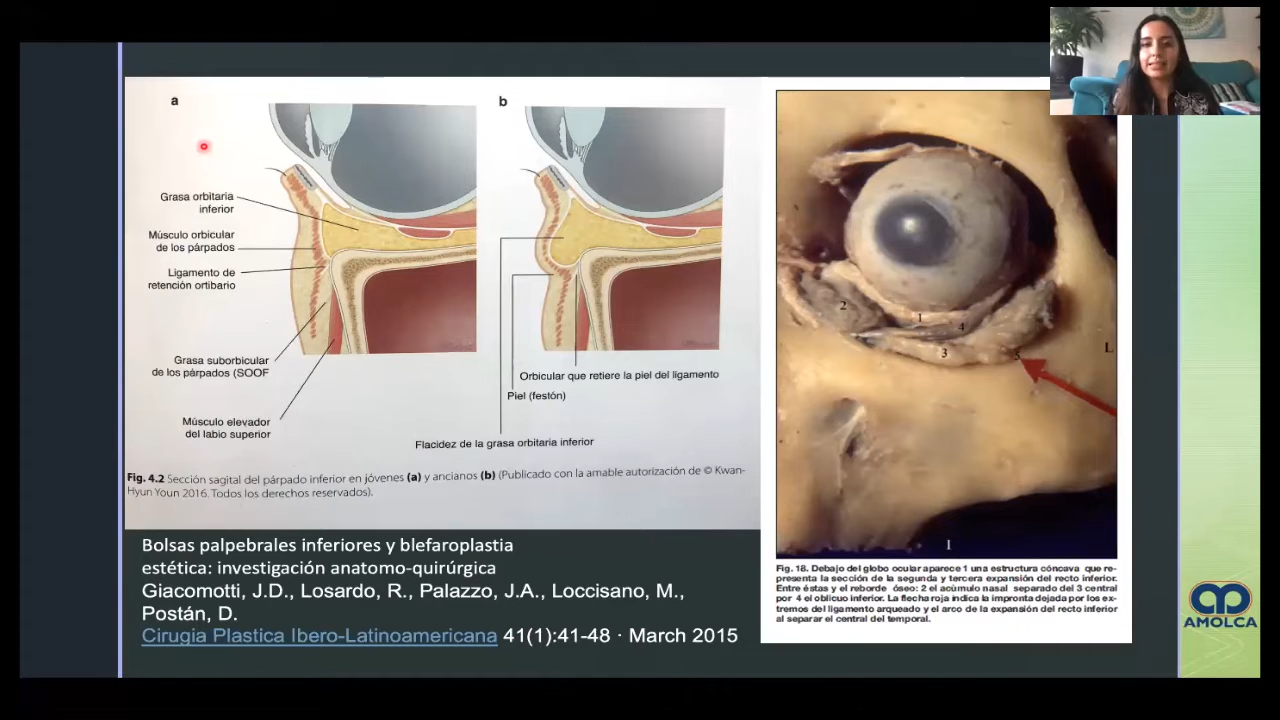 a
b
Grasa orbitaria
inferior
Músculo orbicular
de los párpados
Ligamento de
retención ortibario
Grasa suborbicular
de los párpados (SOOF
Músculo elevador
del labio superior
Orbicular que retiere la piel del ligamento
Piel (festón)
Flacidez de la grasa orbitaria inferior
Fig. 4.2 Sección sagital del párpado inferior en jóvenes (a) y ancianos (b) (Publicado con la amable autorización de © Kwan-
Hyun Youn 2016. Todos los derechos reservados).
Bolsas palpebrales inferiores y blefaroplastia
estética: investigación anatomo-quirúrgica
Giacomotti, J.D., Losardo, R., Palazzo, J.A., Loccisano, M.,
Postán, D.
Cirugia Plastica Ibero-Latinoamericana 41(1):41-48 · March 2015
2
1
4
3
5
L
I
Fig. 18. Debajo del globo ocular aparece 1 una estructura cóncava que re-
presenta la sección de la segunda y tercera expansión del recto inferior.
Entre éstas y el reborde óseo: 2 el acúmulo nasal separado del 3 central
por 4 el oblicuo inferior. La flecha roja indica la impronta dejada por los ex-
tremos del ligamento arqueado y el arco de la expansión del recto inferior
al separar el central del temporal.
AMOLCA